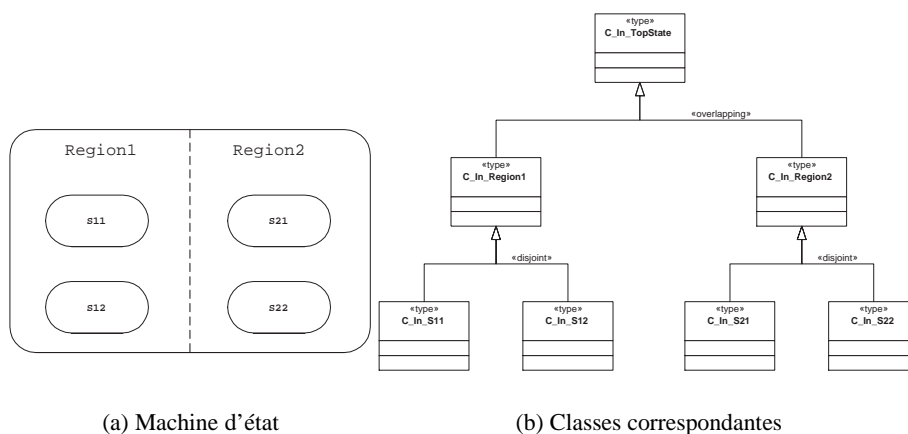 Region1
Region2
S11
S21
S12
S22
(a) Machine d'état
«type»
C_In_TopState
«overlapping»
«type»
C_In_Region1
«type»
C_In_Region2
«disjoint»
«disjoint»
«type»
C_In_S11
«type»
C_In_S12
«type»
C_In_S21
«type»
C_In_S22
(b) Classes correspondantes